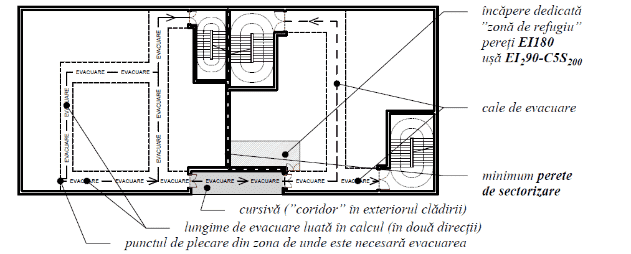 încăpere dedicată
"zonă de refugiu"
pereți EI180
ușă EI₂90-C5S₂₀₀
cale de evacuare
minimum perete
de sectorizare
EVACUARE
EVACUARE
EVACUARE
EVACUARE
EVACUARE
EVACUARE
EVACUARE
EVACUARE
EVACUARE
EVACUARE
EVACUARE
EVACUARE
EVACUARE
cursivă ("coridor" în exteriorul clădirii)
lungime de evacuare luată în calcul (în două direcții)
punctul de plecare din zona de unde este necesară evacuarea